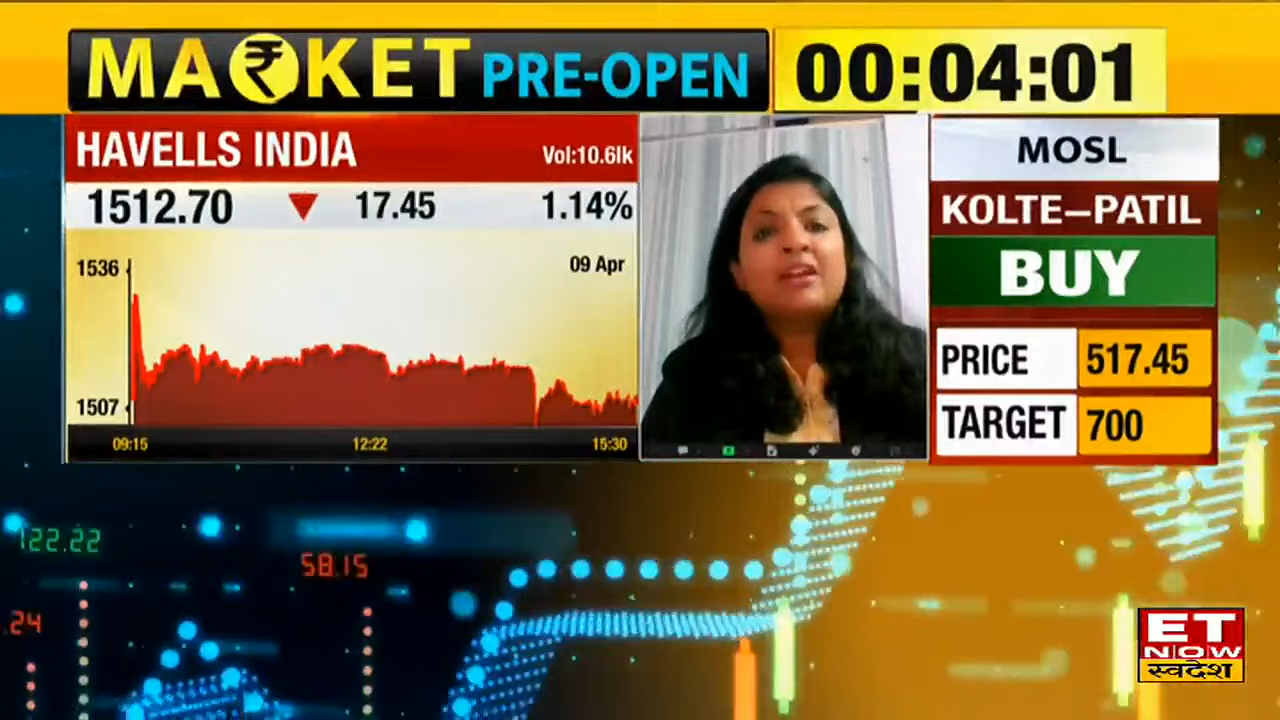 MA₹KET PRE-OPEN
00:04:01
HAVELLS INDIA Vol:10.6lk
1512.70 ▼ 17.45 1.14%
1536
09 Apr
1507
09:15 12:22 15:30
MOSL
KOLTE–PATIL
BUY
PRICE 517.45
TARGET 700
122.22
58.15
.24
ET
NOW
स्वदेश